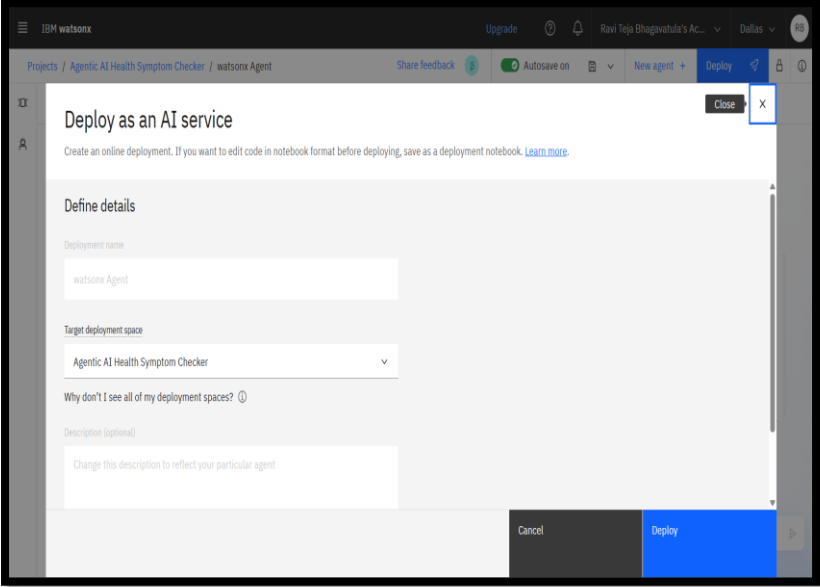 IBM watsonx Upgrade Ravi Teja Bhagavatula's Ac... Dallas RB
Projects / Agentic AI Health Symptom Checker / watsonx Agent Share feedback Autosave on New agent + Deploy
Close X
Deploy as an AI service
Create an online deployment. If you want to edit code in notebook format before deploying, save as a deployment notebook. Learn more.
Define details
Deployment name
watsonx Agent
Target deployment space
Agentic AI Health Symptom Checker
Why don't I see all of my deployment spaces?
Description (optional)
Change this description to reflect your particular agent
Cancel Deploy